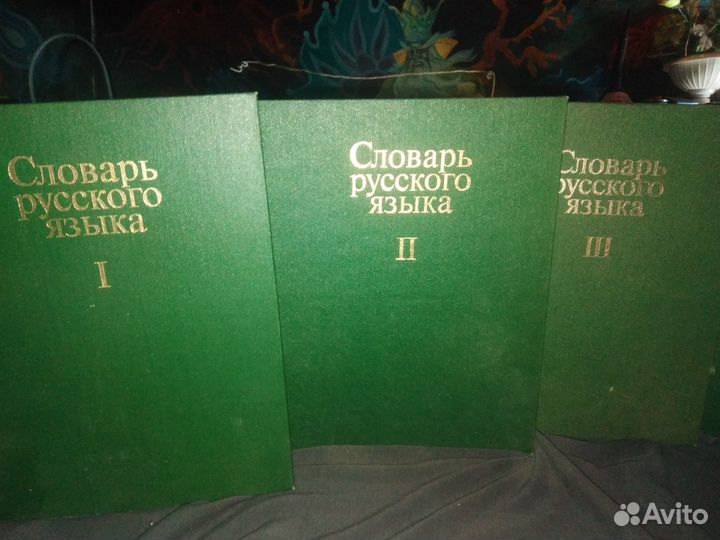 Словарь
русского
языка
I
Словарь
русского
языка
II
Словарь
русского
языка
III
Avito